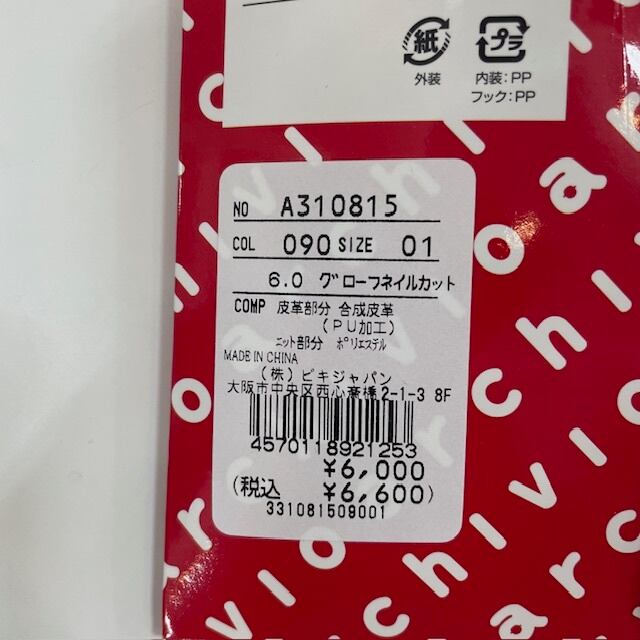 紙 プラ
外装 内装:PP
フック:PP
NO A310815
COL 090 SIZE 01
6.0 グローブネイルカット
COMP 皮革部分 合成皮革
(PU加工)
ニット部分 ポリエステル
MADE IN CHINA
(株)ビキジャパン
大阪市中央区西心斎橋2-1-3 8F
4570118921253
¥6,000
(税込 ¥6,600)
331081509001
archivio
archivio
archivio